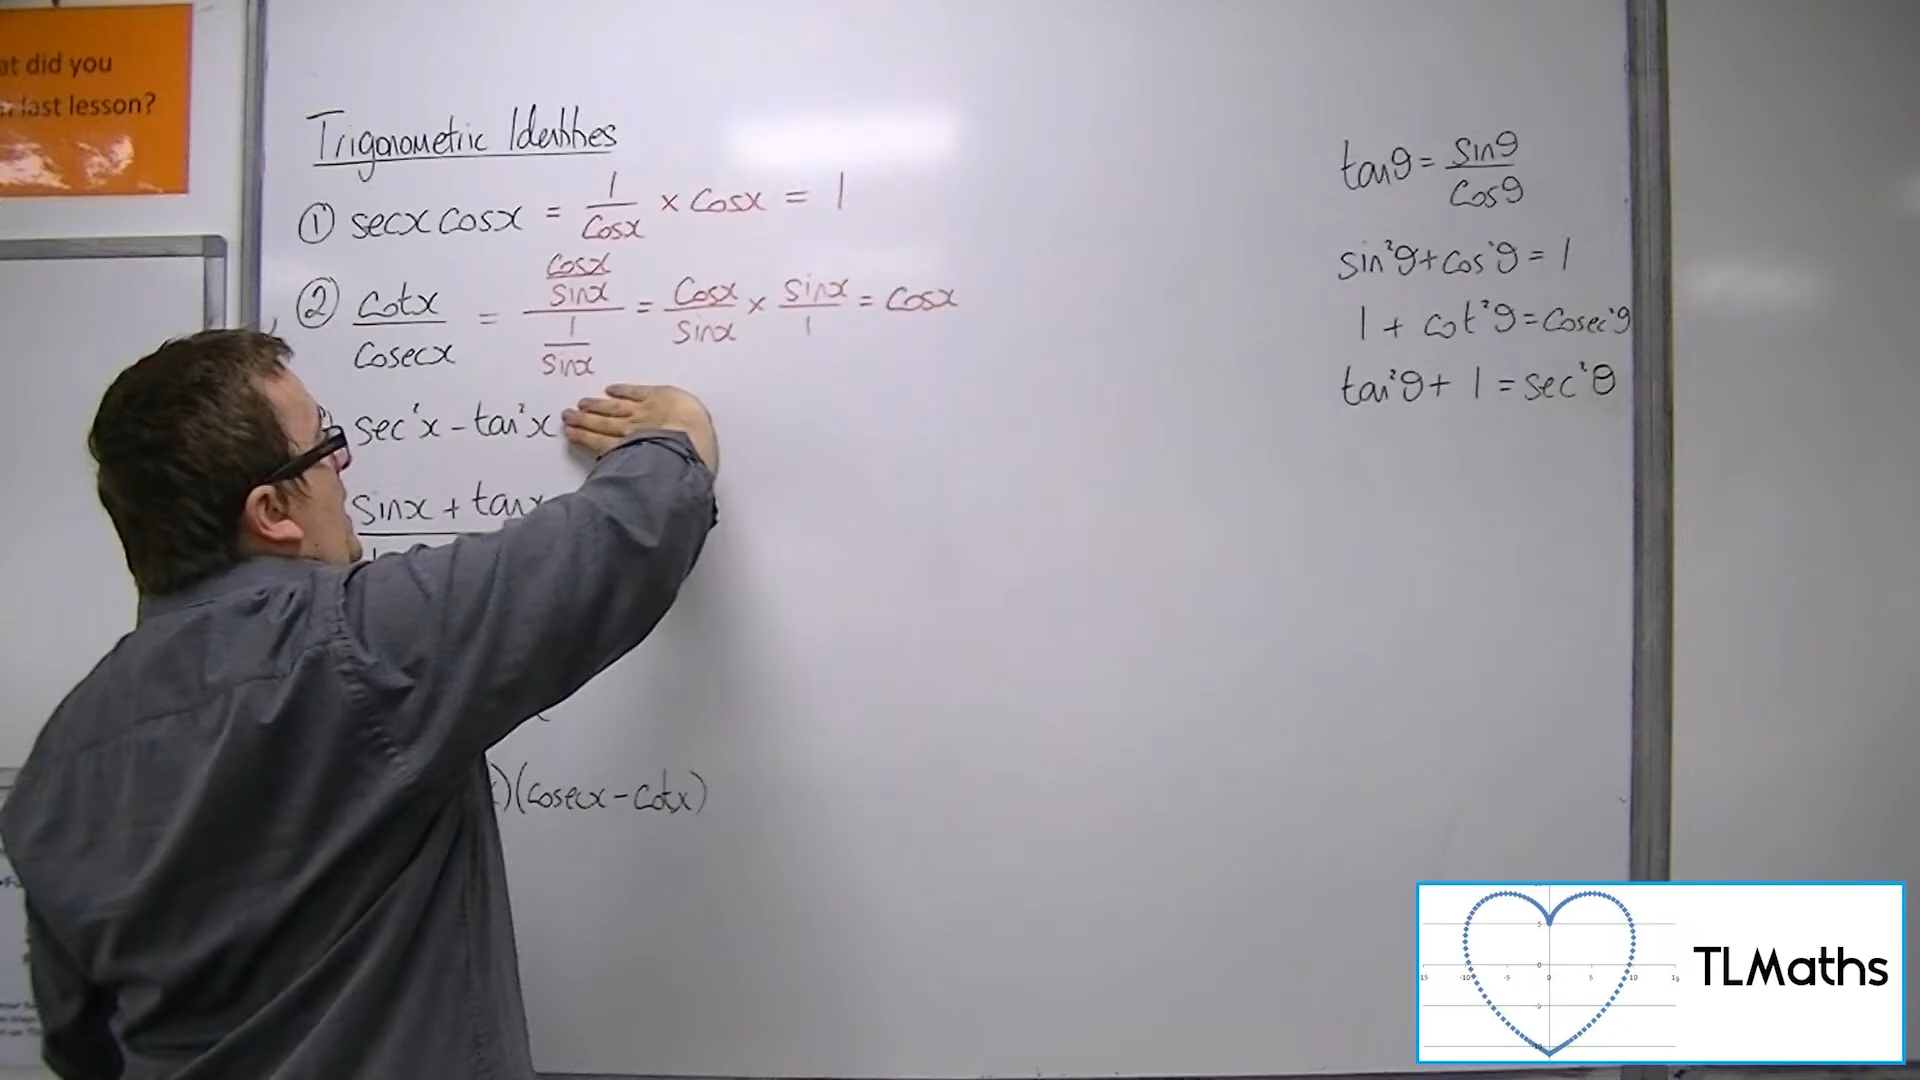 at did you
last lesson?
Trigonometric Identities
① secx cosx = 1/cosx × cosx = 1
② cotx/cosecx = (cosx/sinx)/(1/sinx) = cosx/sinx × sinx/1 = cosx
sec²x - tan²x
sinx + tanx
)(cosecx - cotx)
tanθ = sinθ/cosθ
sin²θ + cos²θ = 1
1 + cot²θ = cosec²θ
tan²θ + 1 = sec²θ
TLMaths